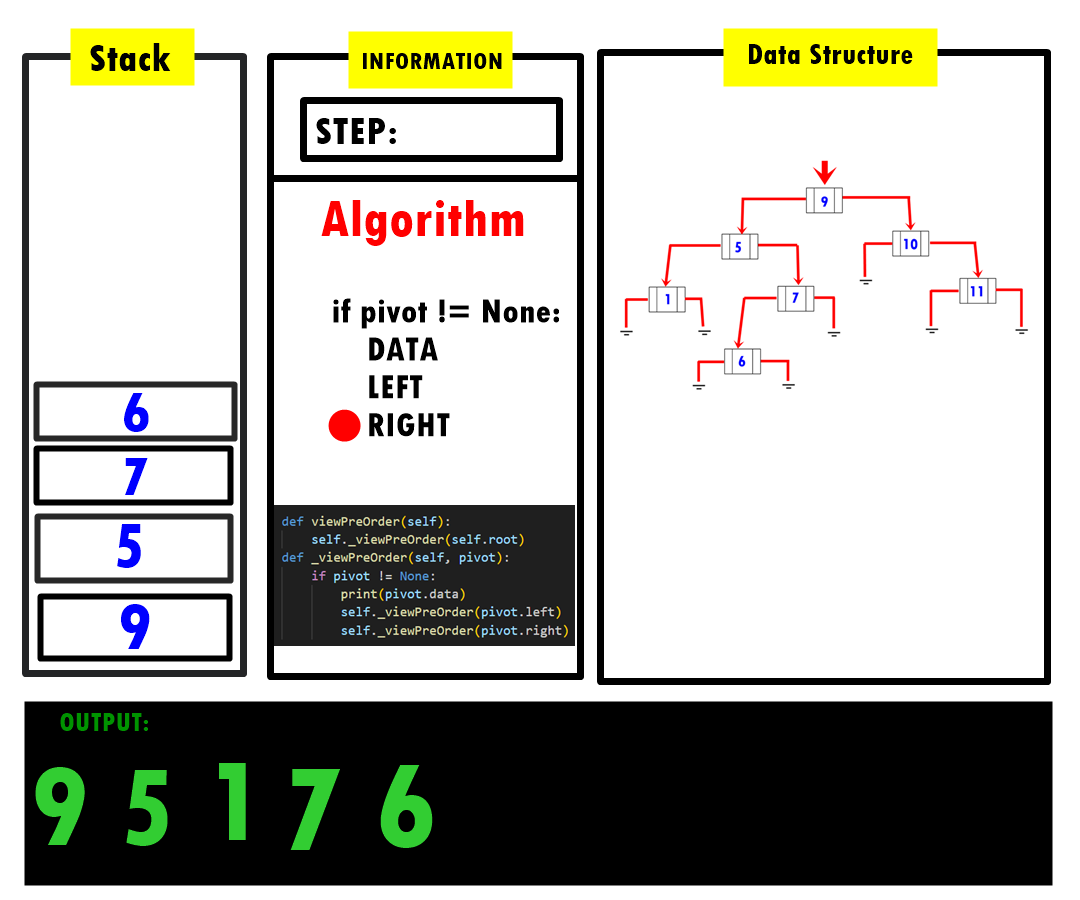 Stack
6
7
5
9
INFORMATION
STEP:
Algorithm
if pivot != None:
DATA
LEFT
RIGHT
def viewPreOrder(self):
self._viewPreOrder(self.root)
def _viewPreOrder(self, pivot):
if pivot != None:
print(pivot.data)
self._viewPreOrder(pivot.left)
self._viewPreOrder(pivot.right)
Data Structure
9
5
10
1
7
11
6
OUTPUT:
9 5 1 7 6